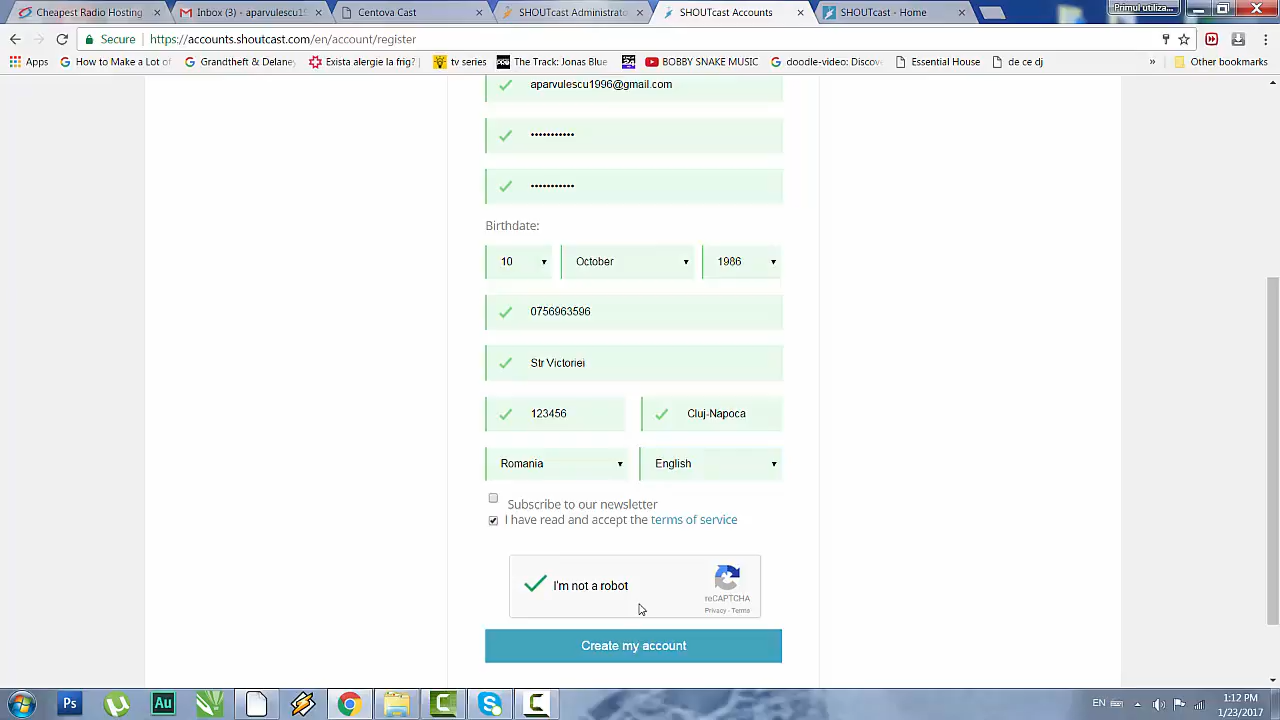 Cheapest Radio Hosting
Inbox (3) - aparvulescu19
Centova Cast
SHOUTcast Administrato
SHOUTcast Accounts
SHOUTcast - Home
Primul utiliza...
Secure
https://accounts.shoutcast.com/en/account/register
Apps
How to Make a Lot of
Grandtheft & Delaney
Exista alergie la frig?
tv series
The Track: Jonas Blue
BOBBY SNAKE MUSIC
doodle-video: Discov
Essential House
de ce dj
»
Other bookmarks
aparvulescu1996@gmail.com
•••••••••••
•••••••••••
Birthdate:
10
October
1986
0756963596
Str Victoriei
123456
Cluj-Napoca
Romania
English
Subscribe to our newsletter
I have read and accept the terms of service
I'm not a robot
reCAPTCHA
Privacy - Terms
Create my account
Ps
Au
EN
1:12 PM
1/23/2017